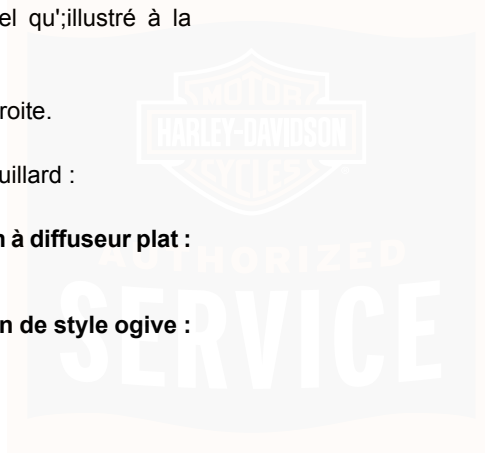 el qu';illustré à la
roite.
uillard :
n à diffuseur plat :
n de style ogive :
MOTOR
HARLEY-DAVIDSON
CYCLES
AUTHORIZED
SERVICE